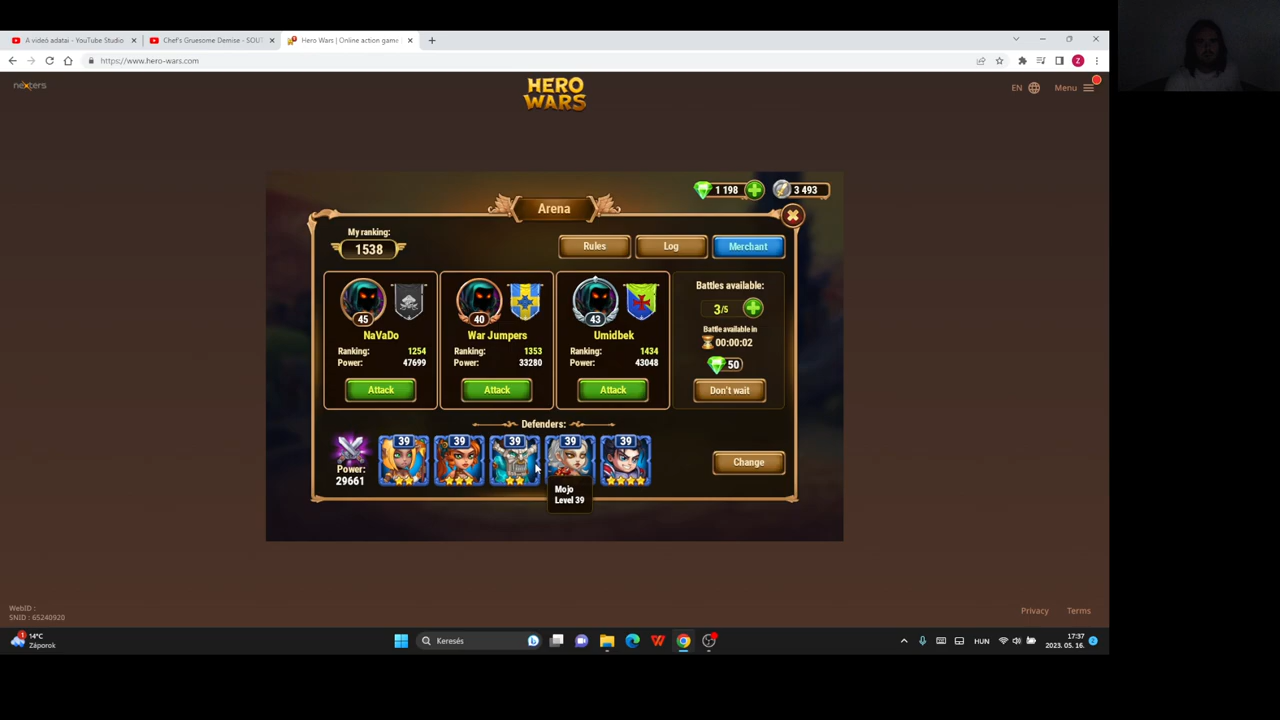 A videó adatai - YouTube Studio
Chef's Gruesome Demise - SOUT
Hero Wars | Online action game
https://www.hero-wars.com
Z
nexters
HERO
WARS
EN
Menu
1 198
3 493
Arena
My ranking:
1538
Rules
Log
Merchant
45
NaVaDo
Ranking: 1254
Power: 47699
Attack
40
War Jumpers
Ranking: 1353
Power: 33280
Attack
43
Umidbek
Ranking: 1434
Power: 43048
Attack
Battles available:
3/5
Battle available in
00:00:02
50
Don't wait
Defenders:
Power:
29661
39
39
39
39
39
Change
Mojo
Level 39
WebID :
SNID : 65240920
Privacy
Terms
1
14°C
Záporok
Keresés
HUN
17:37
2023. 05. 16.
2